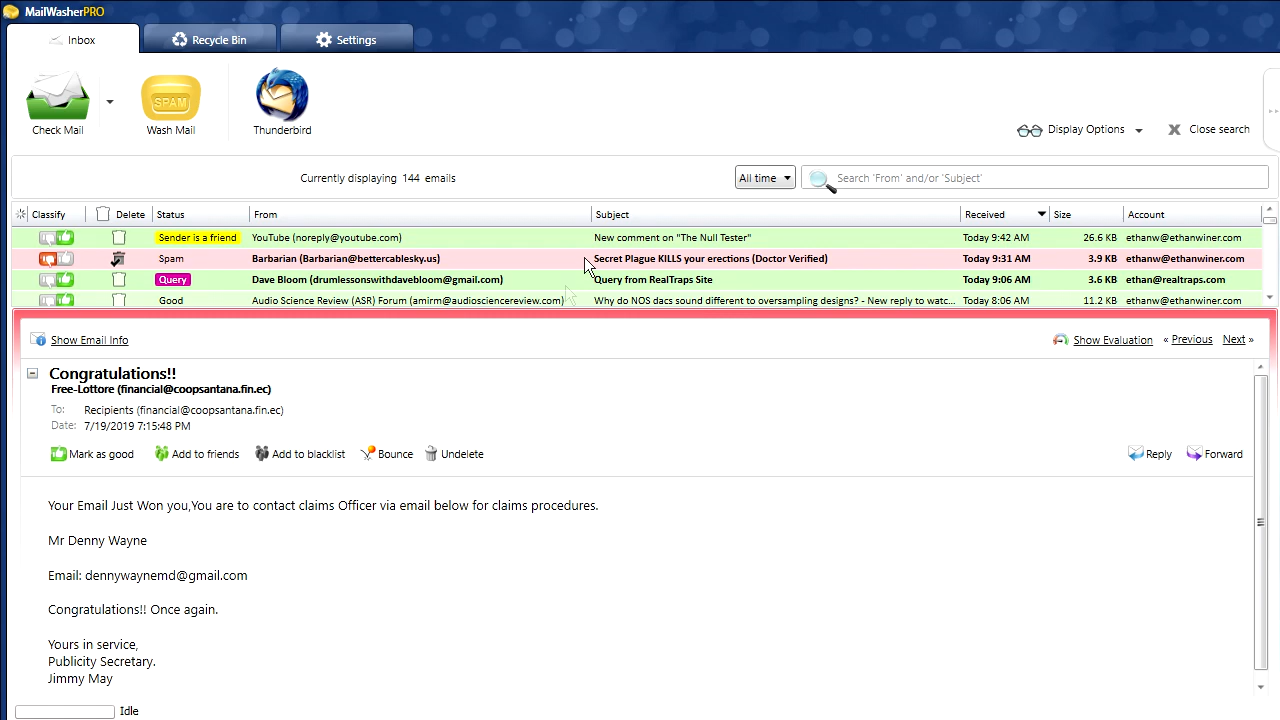 MailWasherPRO
Inbox
Recycle Bin
Settings
SPAM
Check Mail
Wash Mail
Thunderbird
Display Options
Close search
Currently displaying 144 emails
All time
Search 'From' and/or 'Subject'
Classify Delete Status From Subject Received Size Account
Sender is a friend YouTube (noreply@youtube.com) New comment on "The Null Tester" Today 9:42 AM 26.6 KB ethanw@ethanwiner.com
Spam Barbarian (Barbarian@bettercablesky.us) Secret Plague KILLS your erections (Doctor Verified) Today 9:31 AM 3.9 KB ethanw@ethanwiner.com
Query Dave Bloom (drumlessonswithdavebloom@gmail.com) Query from RealTraps Site Today 9:06 AM 3.6 KB ethan@realtraps.com
Good Audio Science Review (ASR) Forum (amirm@audiosciencereview.com) Why do NOS dacs sound different to oversampling designs? - New reply to watc... Today 8:06 AM 11.2 KB ethanw@ethanwiner.com
Show Email Info
Show Evaluation « Previous Next »
Congratulations!!
Free-Lottore (financial@coopsantana.fin.ec)
To: Recipients (financial@coopsantana.fin.ec)
Date: 7/19/2019 7:15:48 PM
Mark as good Add to friends Add to blacklist Bounce Undelete Reply Forward
Your Email Just Won you,You are to contact claims Officer via email below for claims procedures.
Mr Denny Wayne
Email: dennywaynemd@gmail.com
Congratulations!! Once again.
Yours in service,
Publicity Secretary.
Jimmy May
Idle